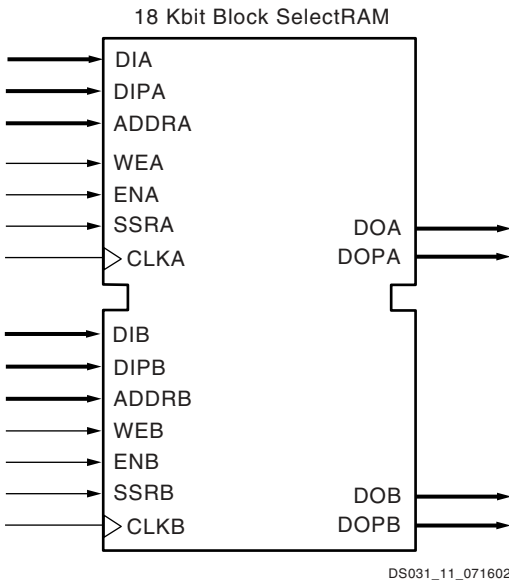 18 Kbit Block SelectRAM
DIA
DIPA
ADDRA
WEA
ENA
SSRA
CLKA
DOA
DOPA
DIB
DIPB
ADDRB
WEB
ENB
SSRB
CLKB
DOB
DOPB
DS031_11_071602